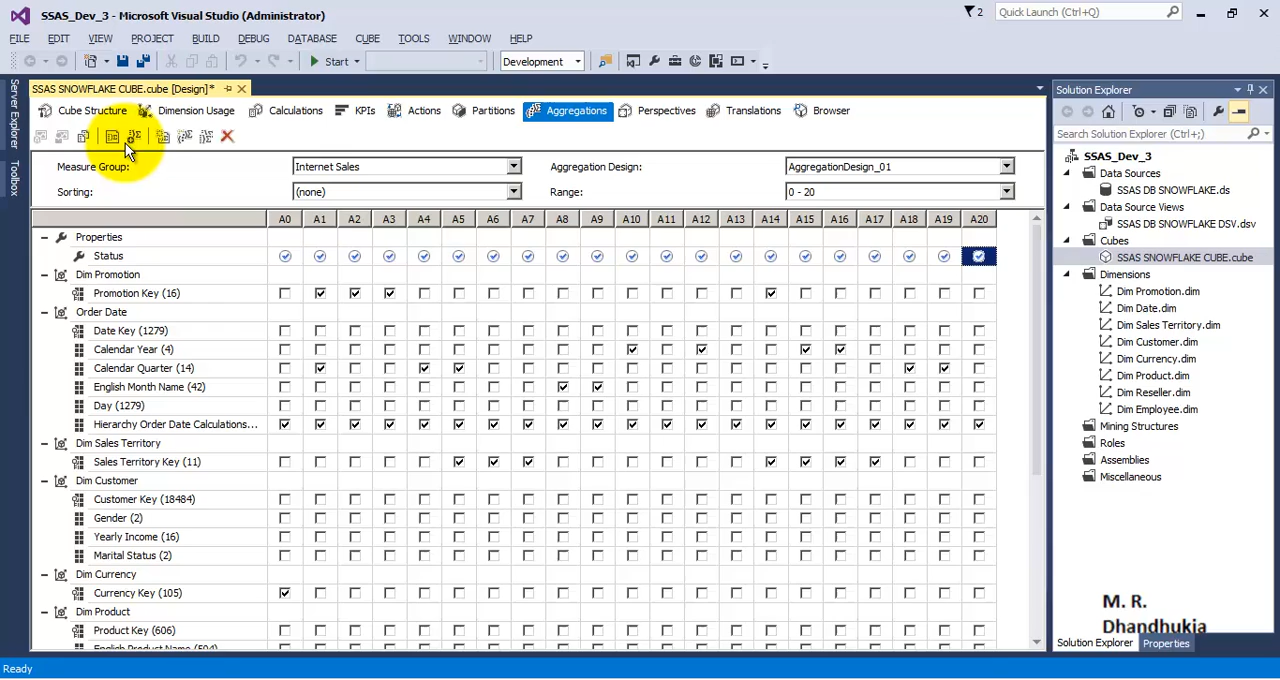 SSAS_Dev_3 - Microsoft Visual Studio (Administrator)
2
Quick Launch (Ctrl+Q)
FILE EDIT VIEW PROJECT BUILD DEBUG DATABASE CUBE TOOLS WINDOW HELP
Start Development
Server Explorer
Toolbox
SSAS SNOWFLAKE CUBE.cube [Design]*
Cube Structure Dimension Usage Calculations Actions Partitions Aggregations Perspectives Translations Browser
Measure Group: Internet Sales Aggregation Design: AggregationDesign_01
Sorting: (none) Range: 0 - 20
A0 A1 A2 A3 A4 A5 A6 A7 A8 A9 A10 A11 A12 A13 A14 A15 A16 A17 A18 A19 A20
Properties
Status
Dim Promotion
Promotion Key (16)
Order Date
Date Key (1279)
Calendar Year (4)
Calendar Quarter (14)
English Month Name (42)
Day (1279)
Hierarchy Order Date Calculations...
Dim Sales Territory
Sales Territory Key (11)
Dim Customer
Customer Key (18484)
Gender (2)
Yearly Income (16)
Marital Status (2)
Dim Currency
Currency Key (105)
Dim Product
Product Key (606)
English Product Name (504)
Solution Explorer
Search Solution Explorer (Ctrl+;)
SSAS_Dev_3
Data Sources
SSAS DB SNOWFLAKE.ds
Data Source Views
SSAS DB SNOWFLAKE DSV.dsv
Cubes
SSAS SNOWFLAKE CUBE.cube
Dimensions
Dim Promotion.dim
Dim Date.dim
Dim Sales Territory.dim
Dim Customer.dim
Dim Currency.dim
Dim Product.dim
Dim Reseller.dim
Dim Employee.dim
Mining Structures
Roles
Assemblies
Miscellaneous
M. R.
Dhandhukia
Solution Explorer Properties
Ready